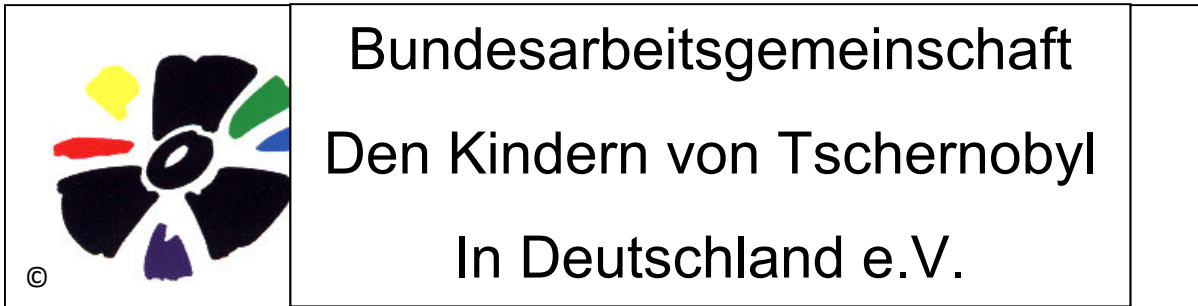 Bundesarbeitsgemeinschaft
Den Kindern von Tschernobyl
In Deutschland e.V.
©